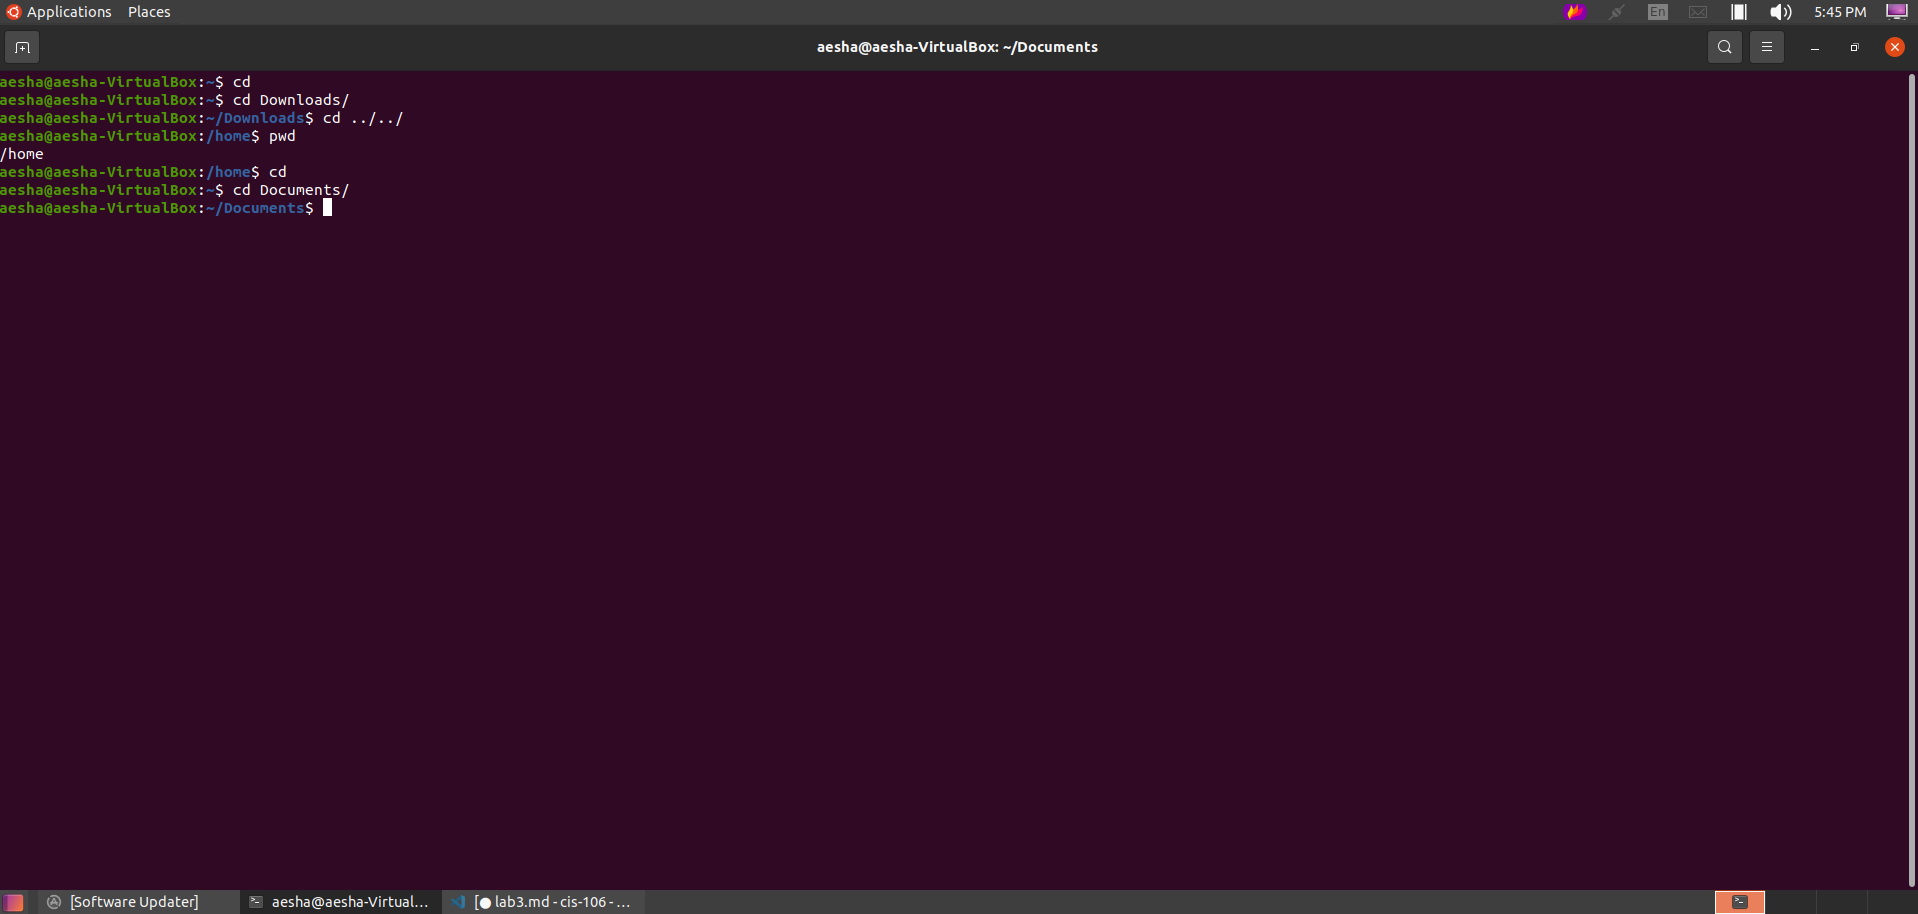 Applications Places En 5:45 PM
aesha@aesha-VirtualBox: ~/Documents
aesha@aesha-VirtualBox:~$ cd
aesha@aesha-VirtualBox:~$ cd Downloads/
aesha@aesha-VirtualBox:~/Downloads$ cd ../../
aesha@aesha-VirtualBox:/home$ pwd
/home
aesha@aesha-VirtualBox:/home$ cd
aesha@aesha-VirtualBox:~$ cd Documents/
aesha@aesha-VirtualBox:~/Documents$
[Software Updater] aesha@aesha-Virtual... [● lab3.md - cis-106 - ...